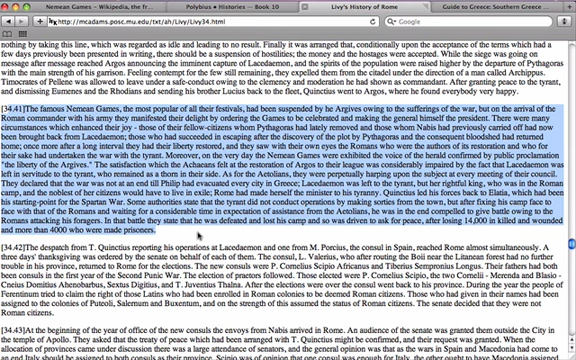 Nemean Games – Wikipedia, the fr...
Polybius • Histories — Book 10
Livy's History of Rome
Guide to Greece: Southern Greece ...
http://mcadams.posc.mu.edu/txt/ah/Livy/Livy34.html
Google
nothing by taking this line, which was regarded as idle and leading to no result. Finally it was arranged that, conditionally upon the acceptance of the terms which had a
few days previously been presented in writing, there should be a suspension of hostilities; the money and the hostages were accepted. While the siege was going on
message after message reached Argos announcing the imminent capture of Lacedaemon, and the spirits of the populace were raised higher by the departure of Pythagoras
with the main strength of his garrison. Feeling contempt for the few still remaining, they expelled them from the citadel under the direction of a man called Archippus.
Timocrates of Pellene was allowed to leave under a safe-conduct owing to the clemency and moderation he had shown as commandant. After granting peace to the tyrant,
and dismissing Eumenes and the Rhodians and sending his brother Lucius back to the fleet, Quinctius went to Argos, where he found everybody very happy.
[34.41]The famous Nemean Games, the most popular of all their festivals, had been suspended by he Argives owing to the sufferings of the war, but on the arrival of the
Roman commander with his army they manifested their delight by ordering the Games to be celebrated and making the general himself the president. There were many
circumstances which enhanced their joy - those of their fellow-citizens whom Pythagoras had lately removed and those whom Nabis had previously carried off had now
been brought back from Lacedaemon; those who had succeeded in escaping after the discovery of the plot by Pythagoras and the consequent bloodshed had returned
home; once more after a long interval they had their liberty restored, and they saw with their own eyes the Romans who were the authors of its restoration and who for
their sake had undertaken the war with the tyrant. Moreover, on the very day the Nemean Games were exhibited the voice of the herald confirmed by public proclamation
"the liberty of the Argives." The satisfaction which the Achaeans felt at the restoration of Argos to the league was considerably impaired by the fact that Lacedaemon was
left in servitude to the tyrant, who remained as a thorn in their side. As for the Aetolians, they were perpetually harping upon the subject at every meeting of their council.
They declared that the war was not at an end till Philip had evacuated every city in Greece; Lacedaemon was left to the tyrant, but her rightful king, who was in the Roman
camp, and the noblest of her citizens would have to live in exile; Rome had herself the minister to his tyranny. Quinctius led his forces back to Elatia, which had been
his starting-point for the Spartan War. Some authorities state that the tyrant did not conduct operations by making sorties from the town, but after fixing his camp face to
face with that of the Romans and waiting for a considerable time in expectation of assistance from the Aetolians, he was in the end compelled to give battle owing to the
Romans attacking his foragers. In that battle they state that he was defeated and lost his camp and so was driven to ask for peace, after losing 14,000 in killed and wounded
and more than 4000 who were made prisoners.
[34.42]The despatch from T. Quinctius reporting his operations at Lacedaemon and one from M. Porcius, the consul in Spain, reached Rome almost simultaneously. A
three days' thanksgiving was ordered by the senate on behalf of each of them. The consul, L. Valerius, who after routing the Boii near the Litanean forest had no further
trouble in his province, returned to Rome for the elections. The new consuls were P. Cornelius Scipio Africanus and Tiberius Sempronius Longus. Their fathers had both
been consuls in the first year of the Second Punic War. The election of praetors followed. Those elected were P. Cornelius Scipio, the two Cornelii - Merenda and Blasio -
Cneius Domitius Ahenobarbus, Sextus Digitius, and T. Juventius Thalna. After the elections were over the consul went back to his province. During the year the people of
Ferentinum tried to claim the right of those Latins who had been enrolled in Roman colonies to be deemed Roman citizens. Those who had given in their names had been
assigned to the colonies of Puteoli, Salernum and Buxentum, and on the strength of this assumed the status of Roman citizens. The senate decided that they were not
Roman citizens.
[34.43]At the beginning of the year of office of the new consuls the envoys from Nabis arrived in Rome. An audience of the senate was granted them outside the City in
the temple of Apollo. They asked that the treaty of peace which had been arranged with T. Quinctius might be confirmed, and their request was granted. When the
allocation of provinces came under discussion there was a large attendance of senators, and the general opinion was that as the wars in Spain and Macedonia had come to